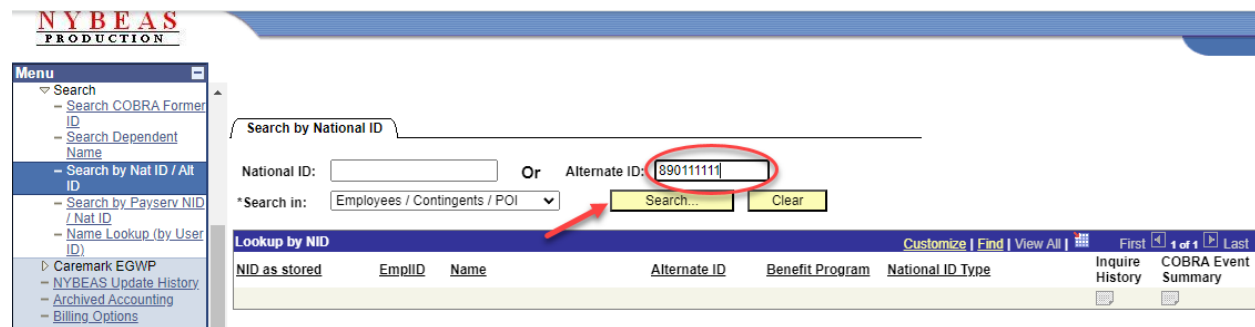 NYBEAS
PRODUCTION
Menu
Search
Search COBRA Former
ID
Search Dependent
Name
Search by Nat ID / Alt
ID
Search by Payserv NID
/ Nat ID
Name Lookup (by User
ID)
Caremark EGWP
NYBEAS Update History
Archived Accounting
Billing Options
Search by National ID
National ID: Or Alternate ID: 890111111
*Search in: Employees / Contingents / POI Search... Clear
Lookup by NID Customize | Find | View All | First 1 of 1 Last
NID as stored EmplID Name Alternate ID Benefit Program National ID Type Inquire History COBRA Event Summary